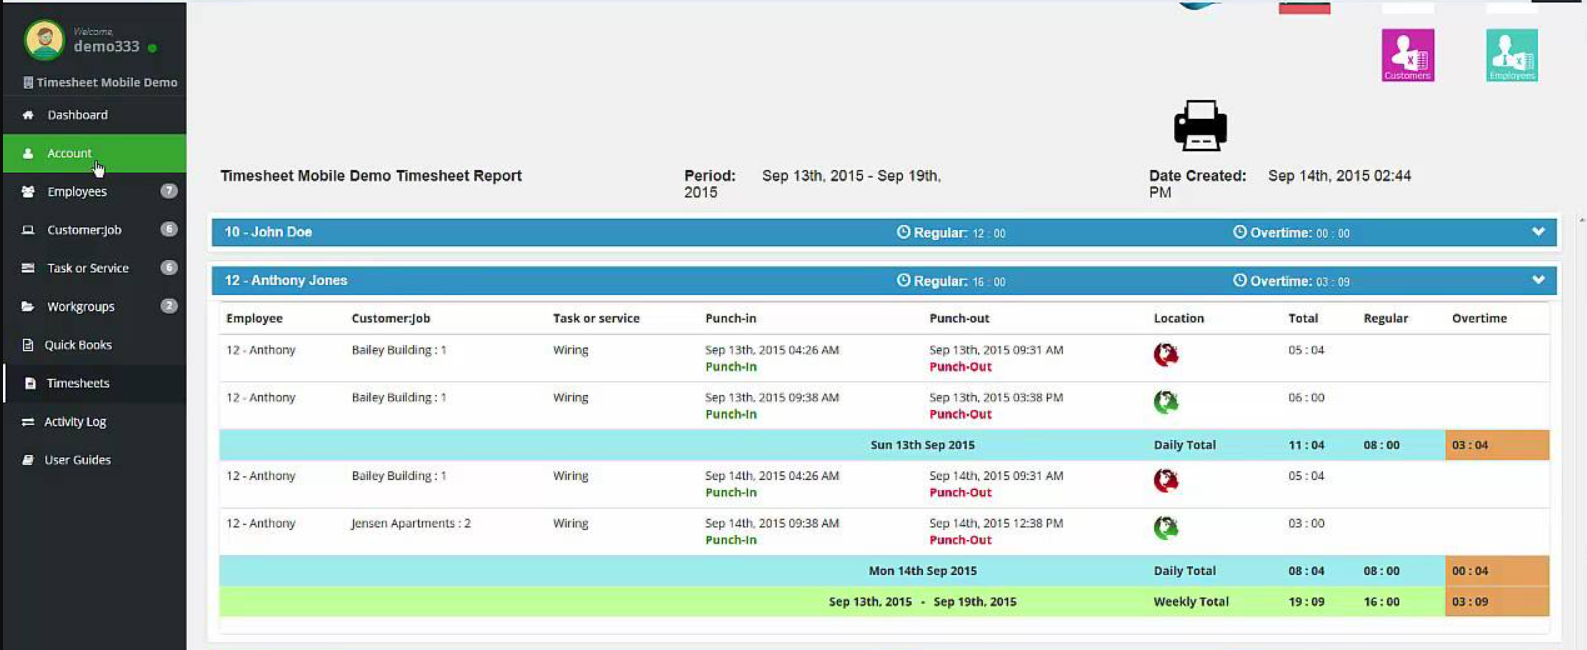 Welcome,
demo333
Timesheet Mobile Demo
Dashboard
Account
Employees 7
Customer:Job 6
Task or Service 6
Workgroups 2
Quick Books
Timesheets
Activity Log
User Guides
Customers
Employees
Timesheet Mobile Demo Timesheet Report
Period: Sep 13th, 2015 - Sep 19th,
2015
Date Created: Sep 14th, 2015 02:44
PM
10 - John Doe Regular: 12 : 00 Overtime: 00 : 00
12 - Anthony Jones Regular: 16 : 00 Overtime: 03 : 09
Employee Customer:Job Task or service Punch-in Punch-out Location Total Regular Overtime
12 - Anthony Bailey Building : 1 Wiring Sep 13th, 2015 04:26 AM Sep 13th, 2015 09:31 AM 05 : 04
Punch-In Punch-Out
12 - Anthony Bailey Building : 1 Wiring Sep 13th, 2015 09:38 AM Sep 13th, 2015 03:38 PM 06 : 00
Punch-In Punch-Out
Sun 13th Sep 2015 Daily Total 11 : 04 08 : 00 03 : 04
12 - Anthony Bailey Building : 1 Wiring Sep 14th, 2015 04:26 AM Sep 14th, 2015 09:31 AM 05 : 04
Punch-In Punch-Out
12 - Anthony Jensen Apartments : 2 Wiring Sep 14th, 2015 09:38 AM Sep 14th, 2015 12:38 PM 03 : 00
Punch-In Punch-Out
Mon 14th Sep 2015 Daily Total 08 : 04 08 : 00 00 : 04
Sep 13th, 2015 - Sep 19th, 2015 Weekly Total 19 : 09 16 : 00 03 : 09